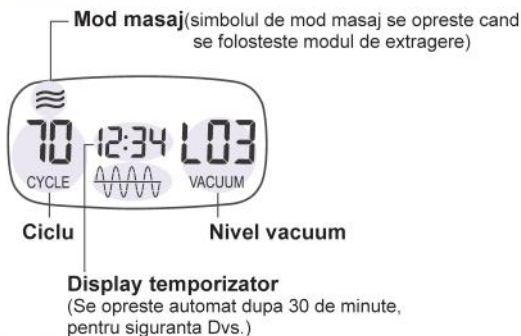 Mod masaj(simbolul de mod masaj se opreste cand
se folosteste modul de extragere)
70 12:34 L03
CYCLE VACUUM
Ciclu Nivel vacuum
Display temporizator
(Se opreste automat dupa 30 de minute,
pentru siguranta Dvs.)